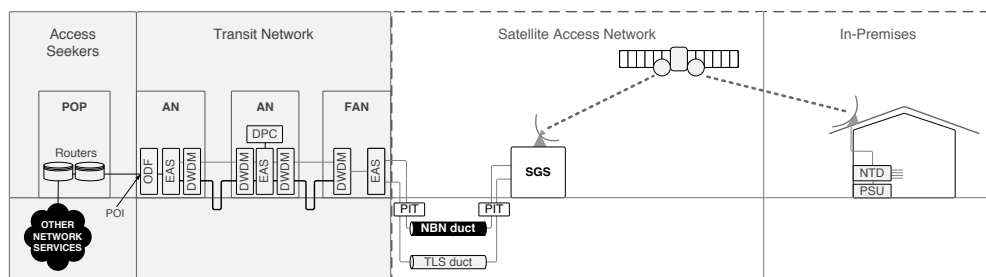 Access
Seekers
Transit Network
Satellite Access Network
In-Premises
POP
AN
AN
FAN
DPC
Routers
ODF
EAS
DWDM
DWDM
EAS
DWDM
DWDM
EAS
SGS
NTD
PSU
POI
PIT
PIT
OTHER
NETWORK
SERVICES
NBN duct
TLS duct